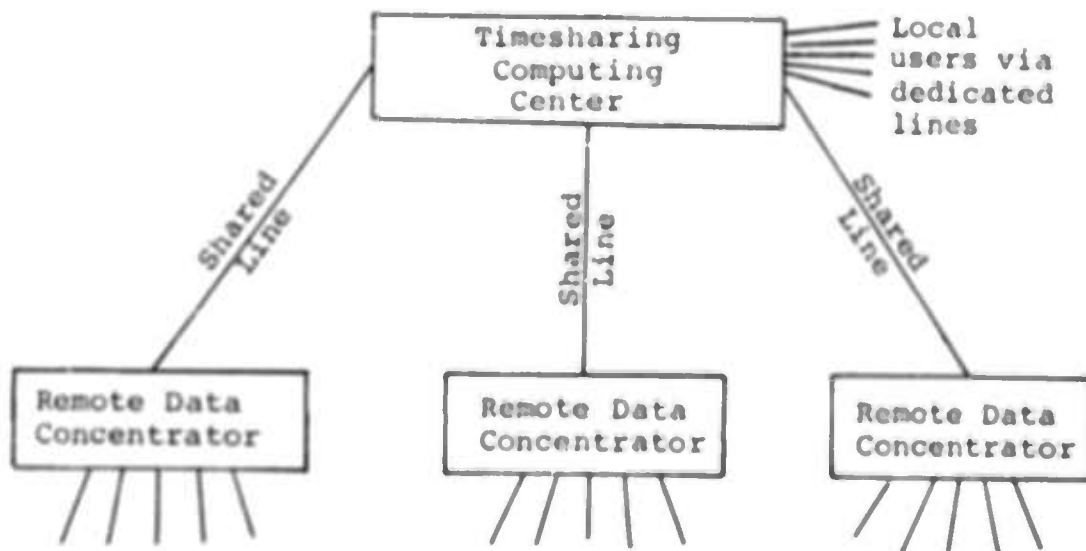 Timesharing
Computing
Center
Local
users via
dedicated
lines
Shared
Line
Shared
Line
Shared
Line
Remote Data
Concentrator
Remote Data
Concentrator
Remote Data
Concentrator